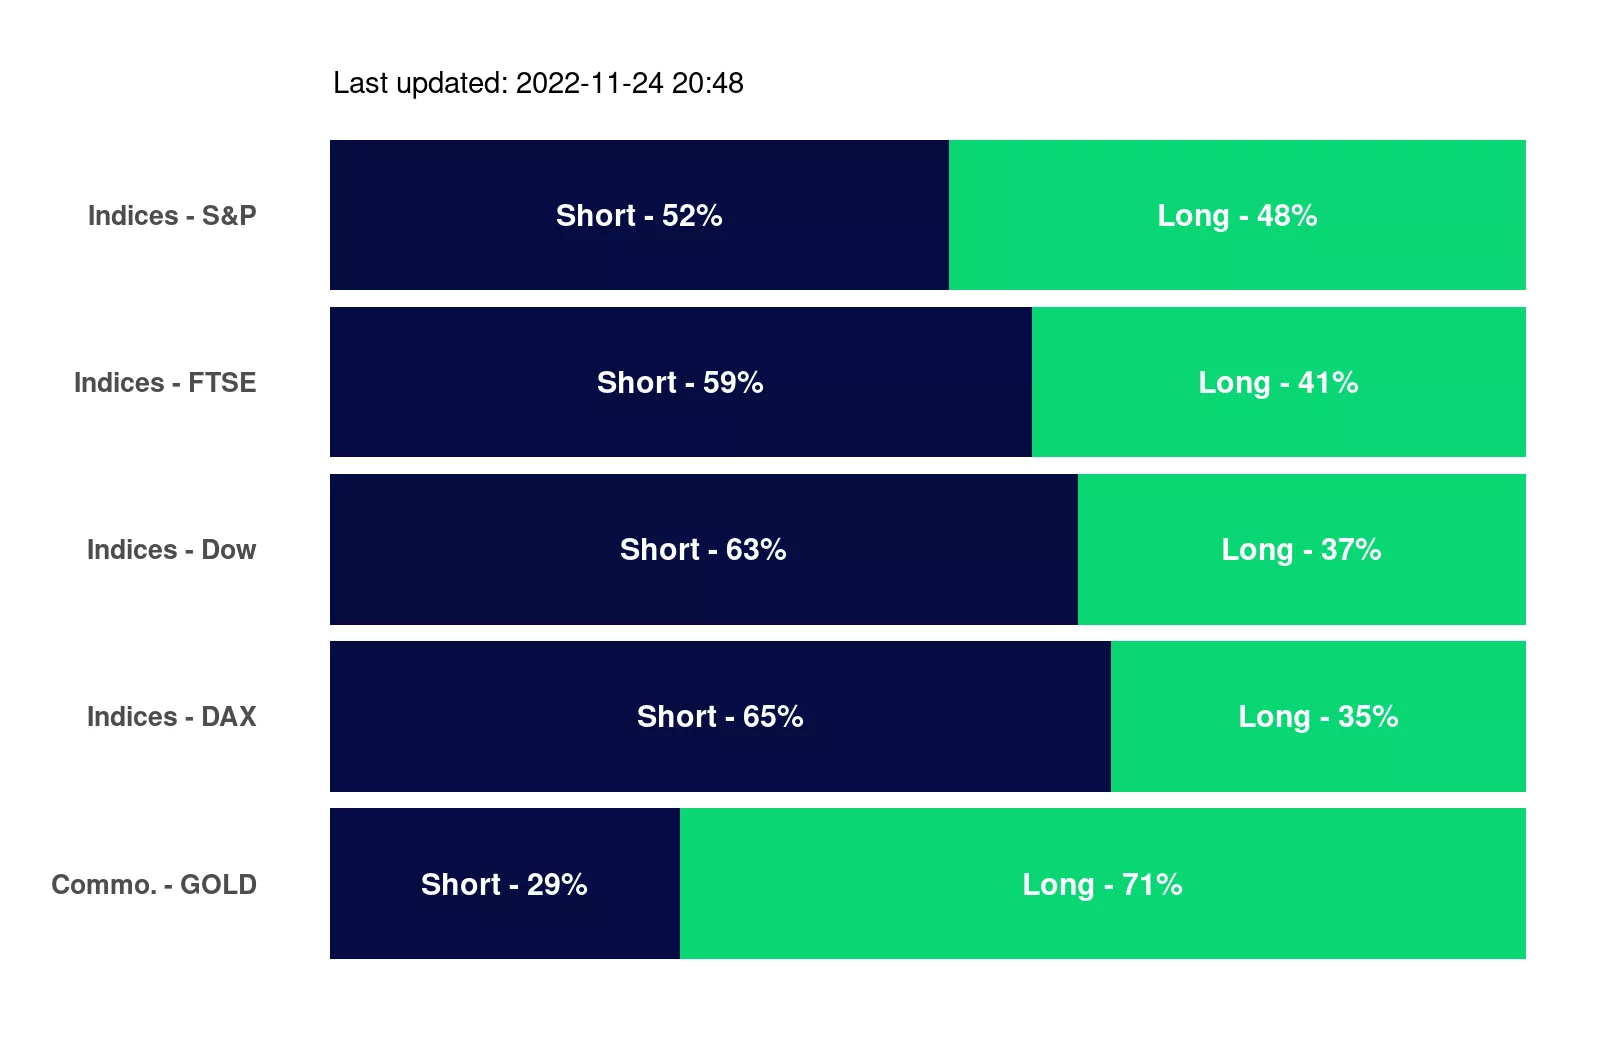 Last updated: 2022-11-24 20:48
Indices - S&P Short - 52% Long - 48%
Indices - FTSE Short - 59% Long - 41%
Indices - Dow Short - 63% Long - 37%
Indices - DAX Short - 65% Long - 35%
Commo. - GOLD Short - 29% Long - 71%